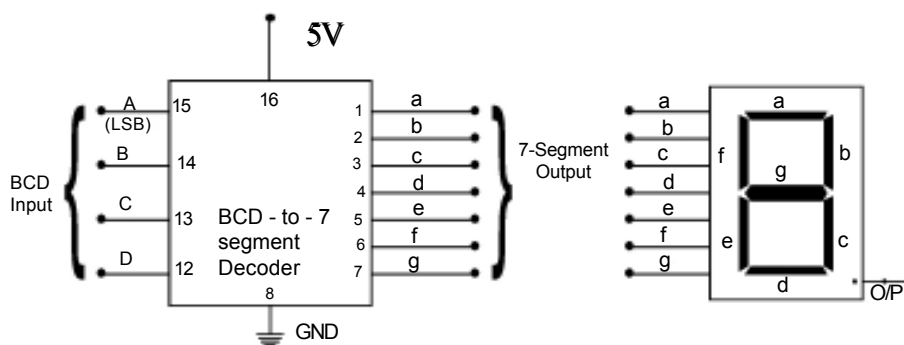 5V
16
A
(LSB)
B
C
D
BCD
Input
15
14
13
12
BCD - to - 7
segment
Decoder
8
GND
1
2
3
4
5
6
7
a
b
c
d
e
f
g
7-Segment
Output
a
b
c
d
e
f
g
a
f
b
g
e
c
d
O/P